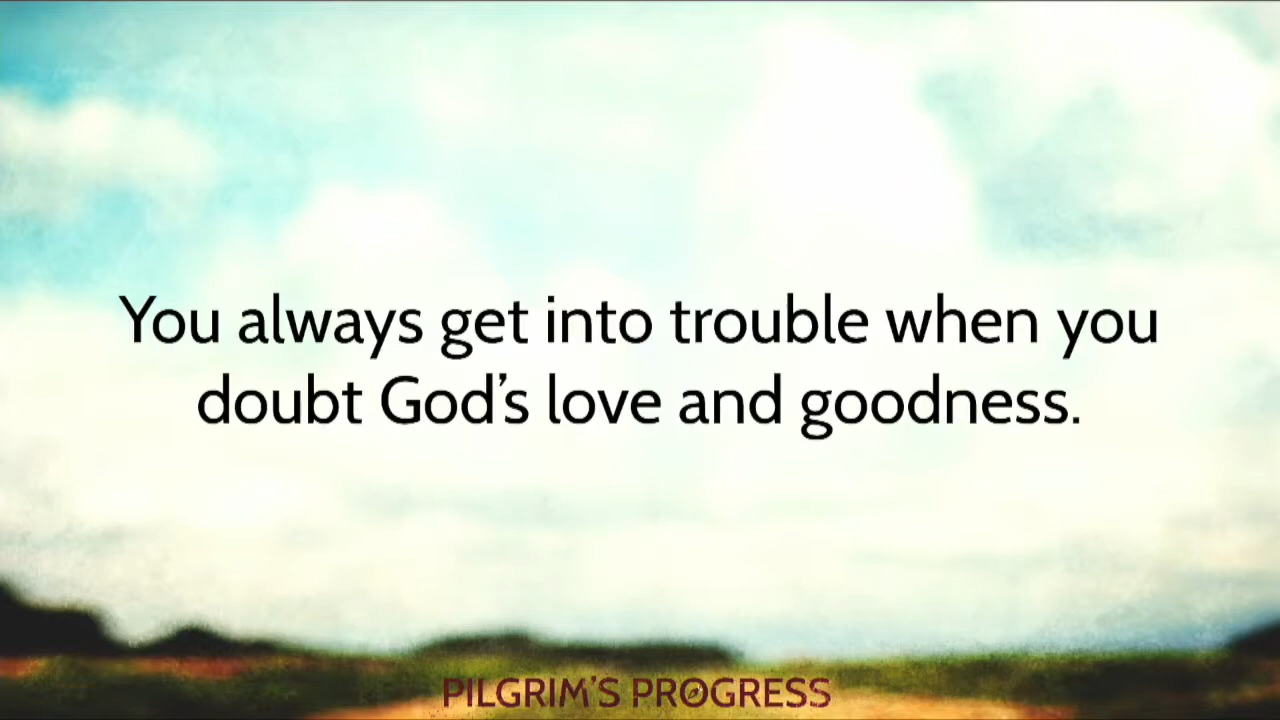 You always get into trouble when you
doubt God’s love and goodness.
PILGRIM'S PROGRESS